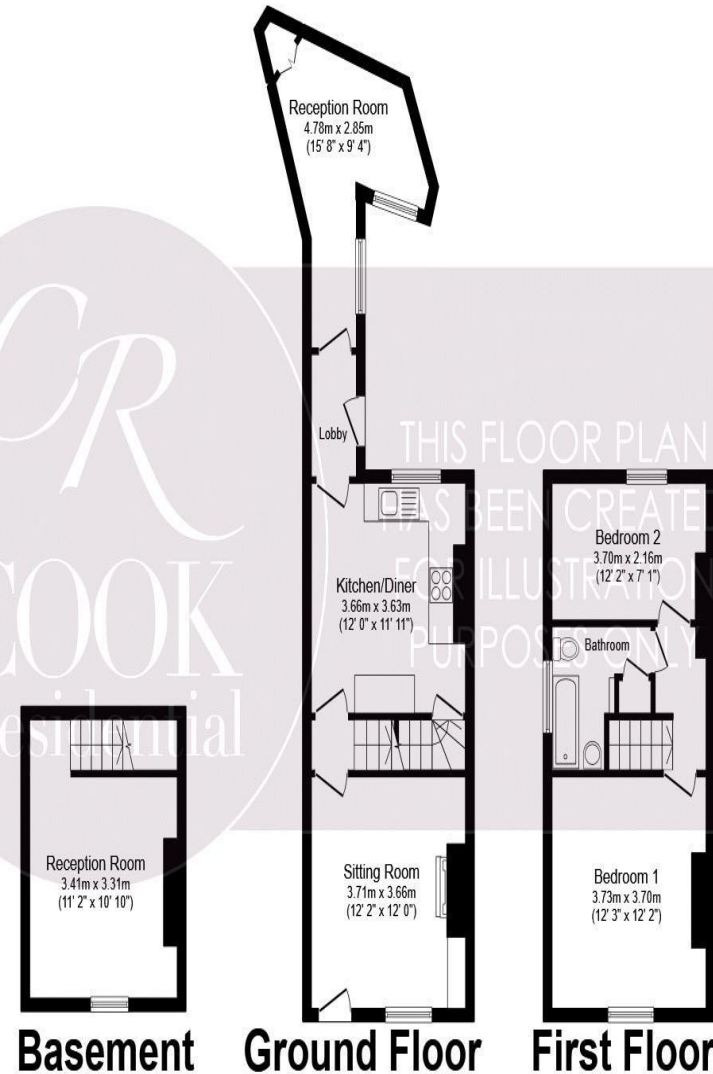 Reception Room
4.78m x 2.85m
(15' 8" x 9' 4")
Lobby
THIS FLOOR PLAN
HAS BEEN CREATED
FOR ILLUSTRATION
PURPOSES ONLY
CR
COOK
residential
Kitchen/Diner
3.66m x 3.63m
(12' 0" x 11' 11")
Bedroom 2
3.70m x 2.16m
(12' 2" x 7' 1")
Bathroom
Reception Room
3.41m x 3.31m
(11' 2" x 10' 10")
Sitting Room
3.71m x 3.66m
(12' 2" x 12' 0")
Bedroom 1
3.73m x 3.70m
(12' 3" x 12' 2")
Basement
Ground Floor
First Floor